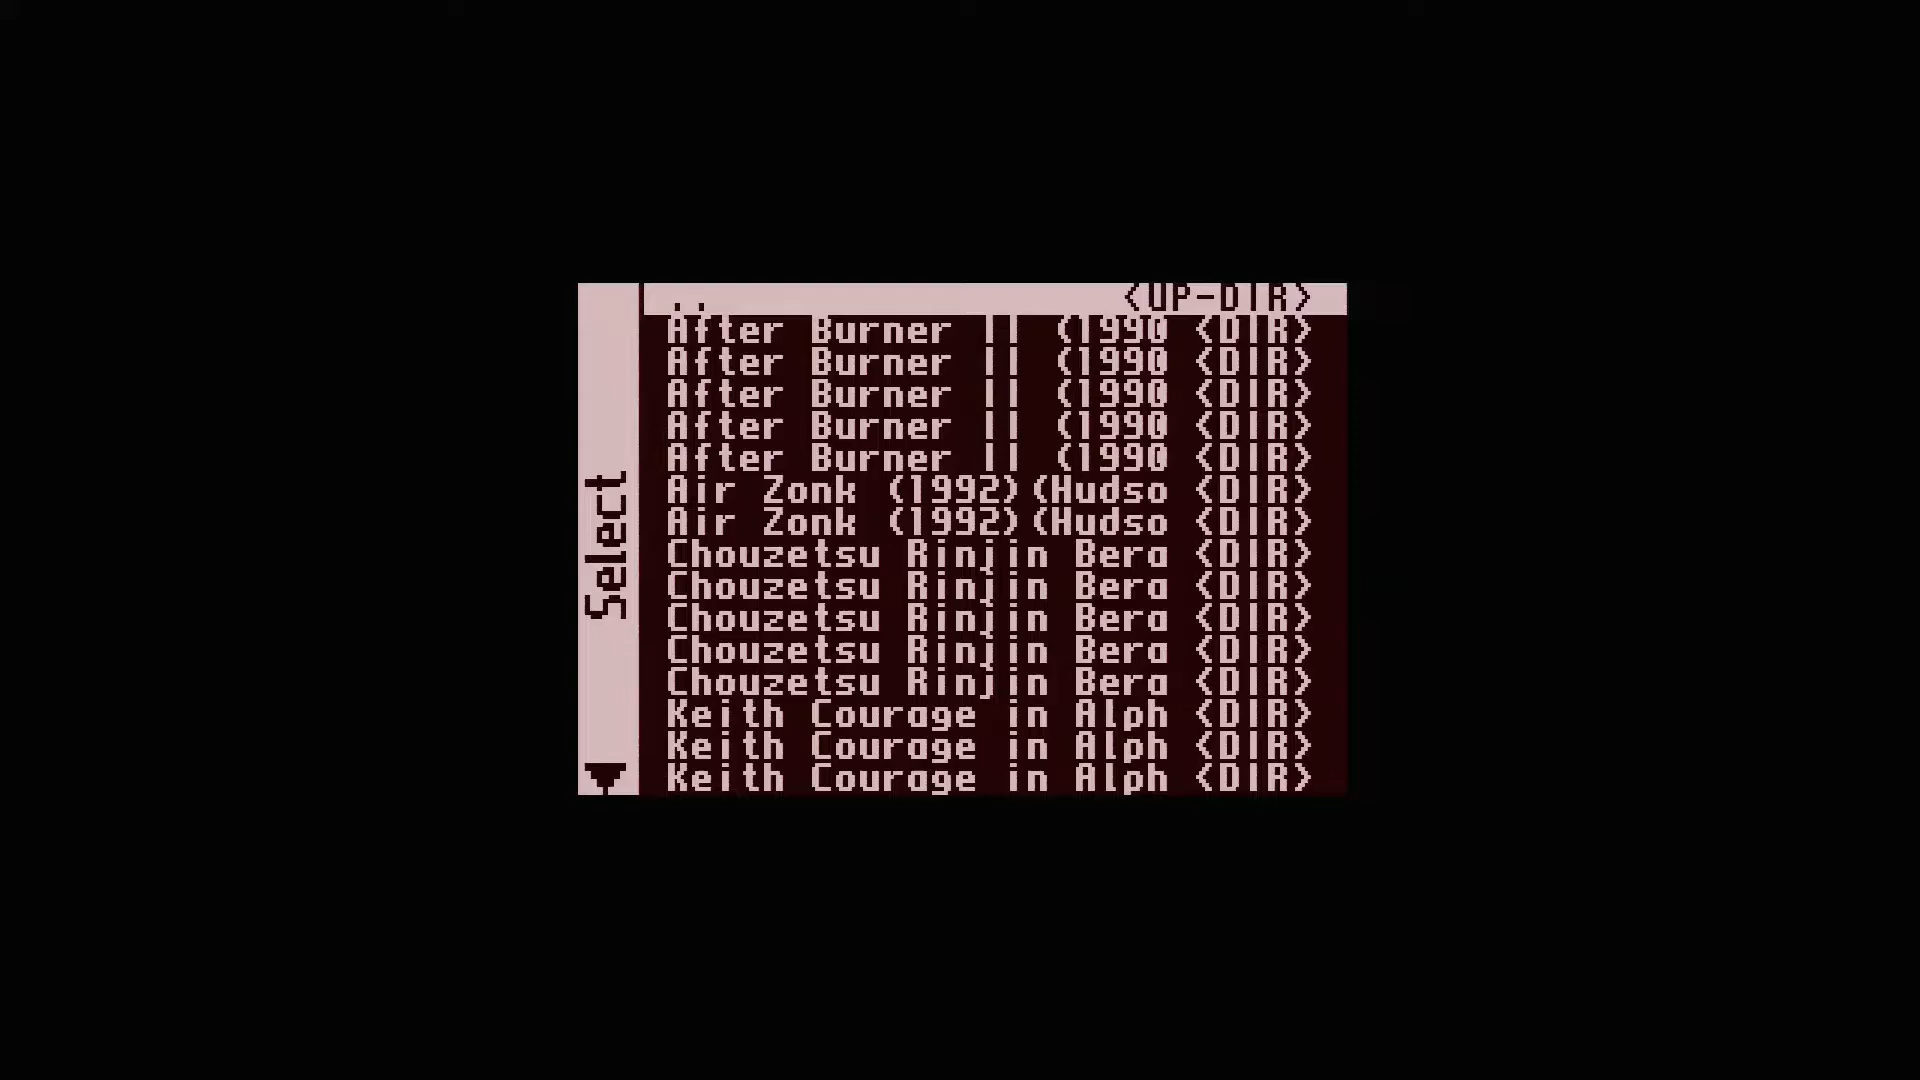 Select
.. <UP-DIR>
After Burner II (1990 <DIR>
After Burner II (1990 <DIR>
After Burner II (1990 <DIR>
After Burner II (1990 <DIR>
After Burner II (1990 <DIR>
Air Zonk (1992)(Hudso <DIR>
Air Zonk (1992)(Hudso <DIR>
Chouzetsu Rinjin Bera <DIR>
Chouzetsu Rinjin Bera <DIR>
Chouzetsu Rinjin Bera <DIR>
Chouzetsu Rinjin Bera <DIR>
Chouzetsu Rinjin Bera <DIR>
Keith Courage in Alph <DIR>
Keith Courage in Alph <DIR>
Keith Courage in Alph <DIR>